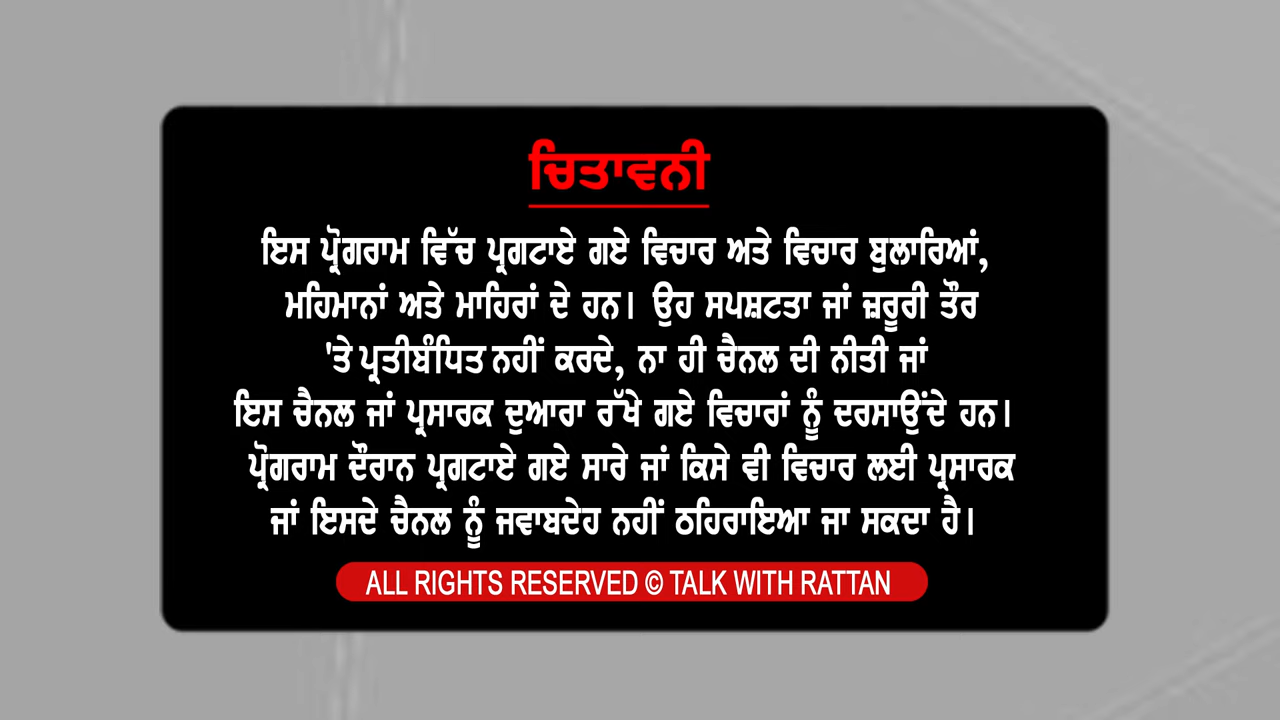 ਚਿਤਾਵਨੀ
ਇਸ ਪ੍ਰੋਗਰਾਮ ਵਿੱਚ ਪ੍ਰਗਟਾਏ ਗਏ ਵਿਚਾਰ ਅਤੇ ਵਿਚਾਰ ਬੁਲਾਰਿਆਂ,
ਮਹਿਮਾਨਾਂ ਅਤੇ ਮਾਹਿਰਾਂ ਦੇ ਹਨ। ਉਹ ਸਪਸ਼ਟਤਾ ਜਾਂ ਜ਼ਰੂਰੀ ਤੌਰ
'ਤੇ ਪ੍ਰਤੀਬੰਧਿਤ ਨਹੀਂ ਕਰਦੇ, ਨਾ ਹੀ ਚੈਨਲ ਦੀ ਨੀਤੀ ਜਾਂ
ਇਸ ਚੈਨਲ ਜਾਂ ਪ੍ਰਸਾਰਕ ਦੁਆਰਾ ਰੱਖੇ ਗਏ ਵਿਚਾਰਾਂ ਨੂੰ ਦਰਸਾਉਂਦੇ ਹਨ।
ਪ੍ਰੋਗਰਾਮ ਦੌਰਾਨ ਪ੍ਰਗਟਾਏ ਗਏ ਸਾਰੇ ਜਾਂ ਕਿਸੇ ਵੀ ਵਿਚਾਰ ਲਈ ਪ੍ਰਸਾਰਕ
ਜਾਂ ਇਸਦੇ ਚੈਨਲ ਨੂੰ ਜਵਾਬਦੇਹ ਨਹੀਂ ਠਹਿਰਾਇਆ ਜਾ ਸਕਦਾ ਹੈ।
ALL RIGHTS RESERVED © TALK WITH RATTAN